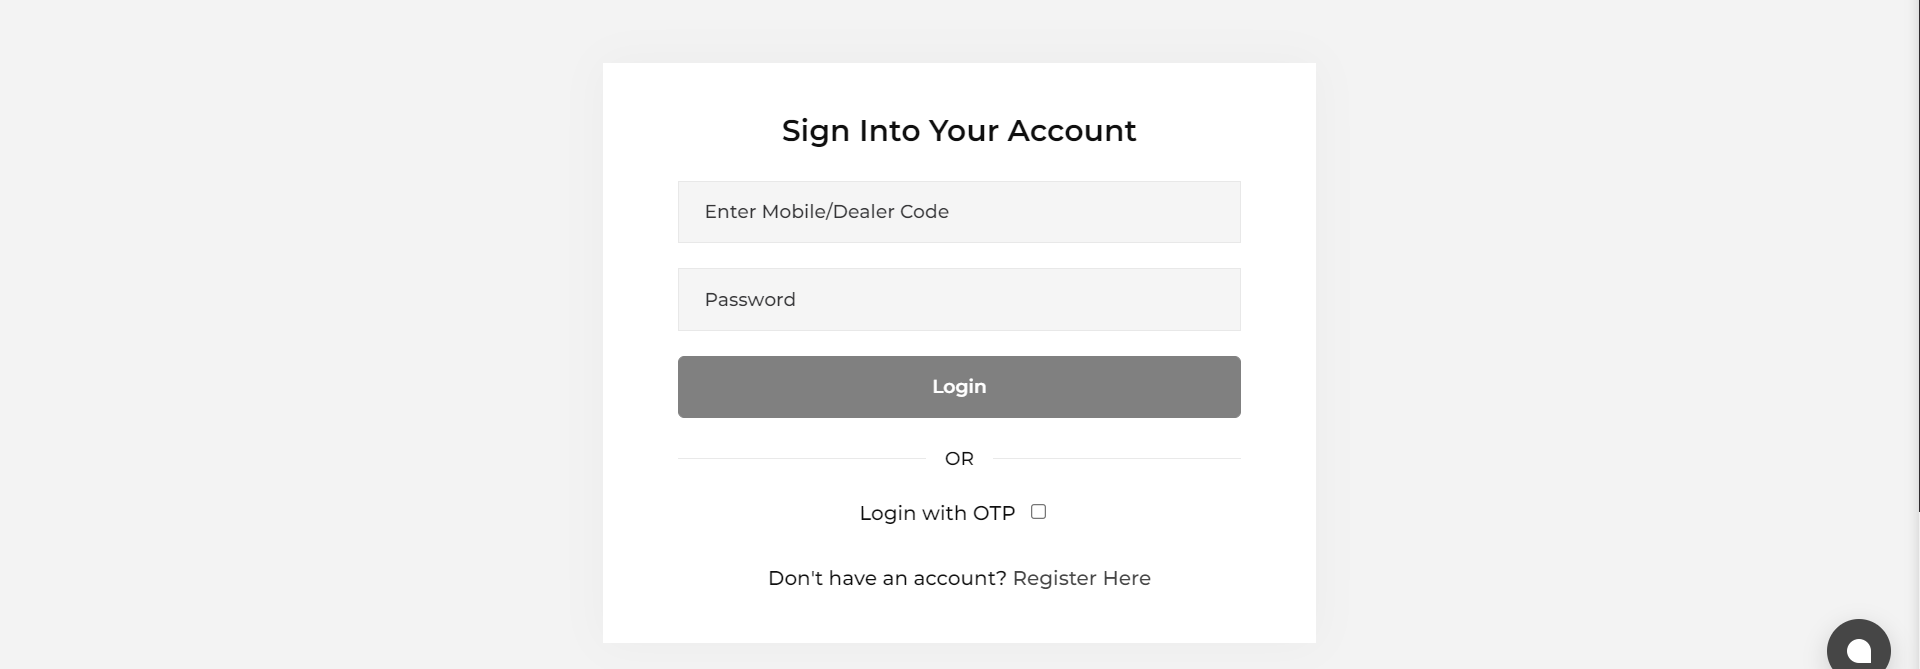 Sign Into Your Account
Enter Mobile/Dealer Code
Password
Login
OR
Login with OTP
Don't have an account? Register Here